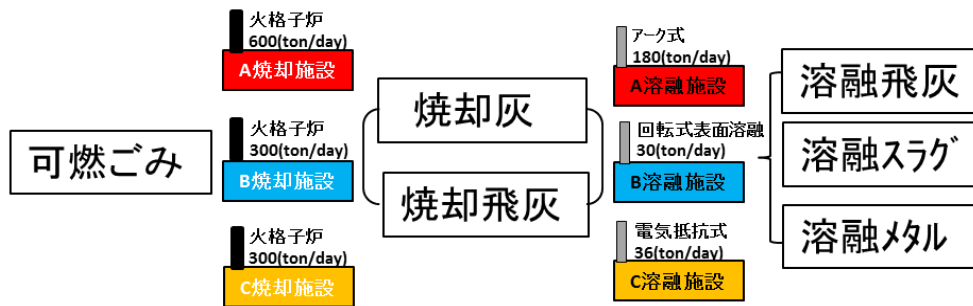 可燃ごみ
火格子炉
600(ton/day)
A焼却施設
火格子炉
300(ton/day)
B焼却施設
火格子炉
300(ton/day)
C焼却施設
焼却灰
焼却飛灰
アーク式
180(ton/day)
A溶融施設
回転式表面溶融
30(ton/day)
B溶融施設
電気抵抗式
36(ton/day)
C溶融施設
溶融飛灰
溶融スラグ
溶融メタル